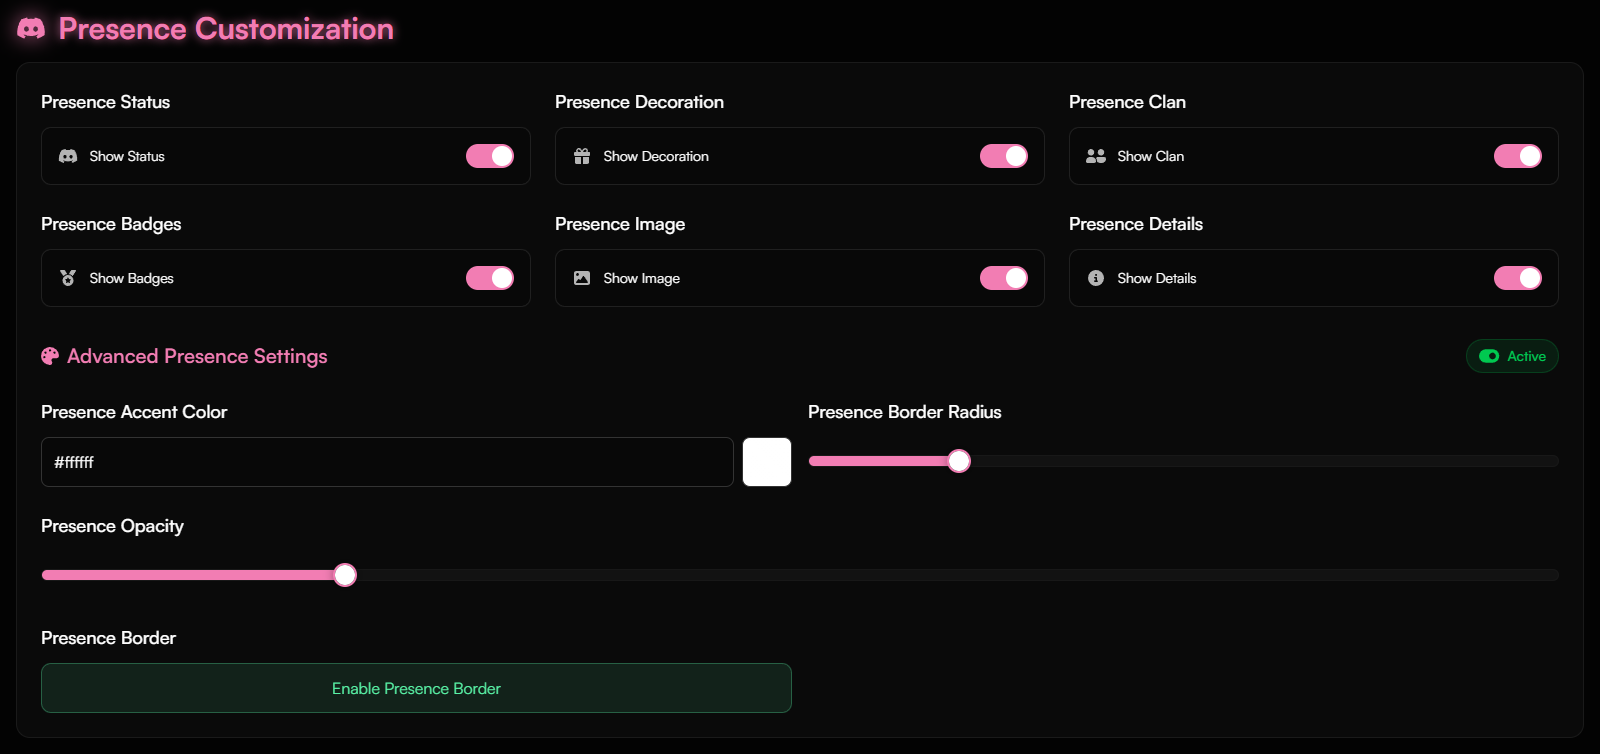 Presence Customization
Presence Status
Presence Decoration
Presence Clan
Show Status
Show Decoration
Show Clan
Presence Badges
Presence Image
Presence Details
Show Badges
Show Image
Show Details
Advanced Presence Settings
Active
Presence Accent Color
Presence Border Radius
#ffffff
Presence Opacity
Presence Border
Enable Presence Border